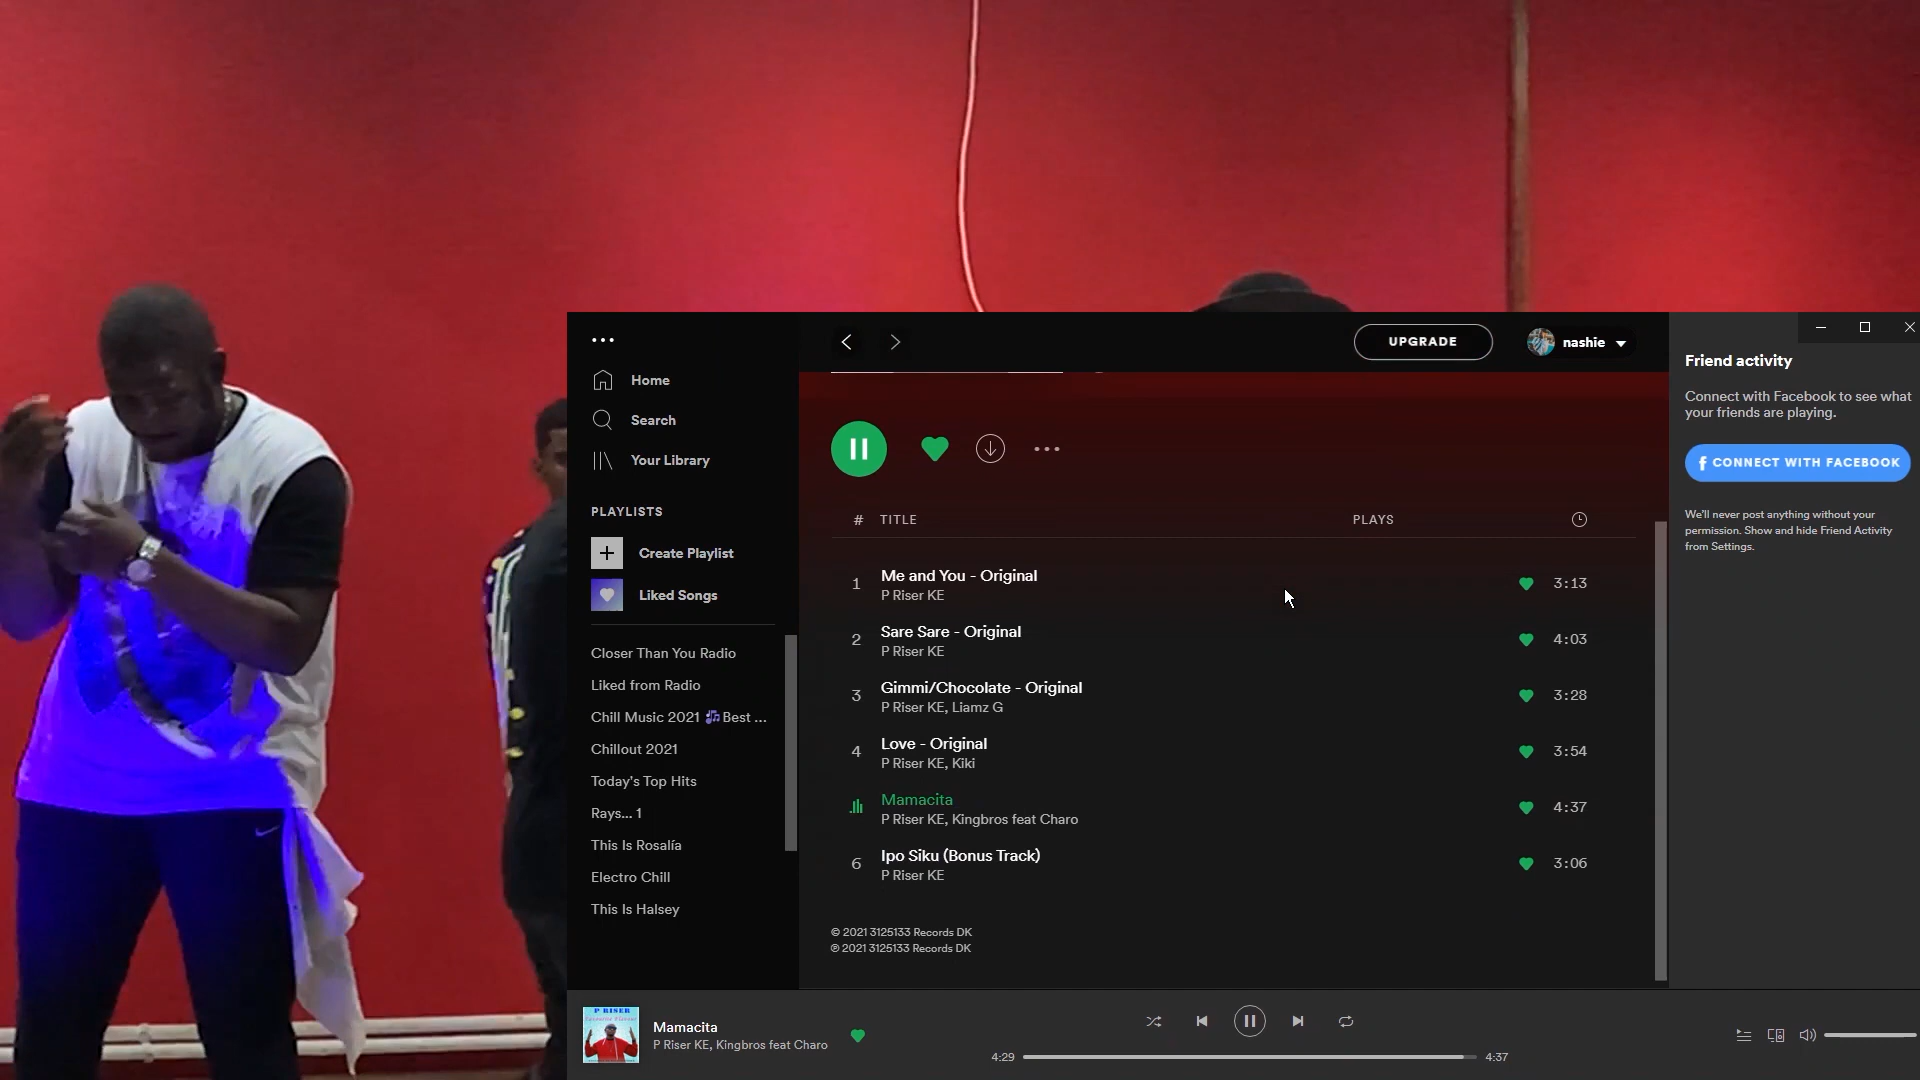 UPGRADE
nashie
Home
Search
Your Library
PLAYLISTS
Create Playlist
Liked Songs
Closer Than You Radio
Liked from Radio
Chill Music 2021 🎶Best ...
Chillout 2021
Today's Top Hits
Rays... 1
This Is Rosalía
Electro Chill
This Is Halsey
# TITLE PLAYS
1 Me and You - Original 3:13
P Riser KE
2 Sare Sare - Original 4:03
P Riser KE
3 Gimmi/Chocolate - Original 3:28
P Riser KE, Liamz G
4 Love - Original 3:54
P Riser KE, Kiki
Mamacita 4:37
P Riser KE, Kingbros feat Charo
6 Ipo Siku (Bonus Track) 3:06
P Riser KE
© 2021 3125133 Records DK
℗ 2021 3125133 Records DK
Friend activity
Connect with Facebook to see what
your friends are playing.
f CONNECT WITH FACEBOOK
We'll never post anything without your
permission. Show and hide Friend Activity
from Settings.
P RISER
Mamacita
P Riser KE, Kingbros feat Charo
4:29 4:37